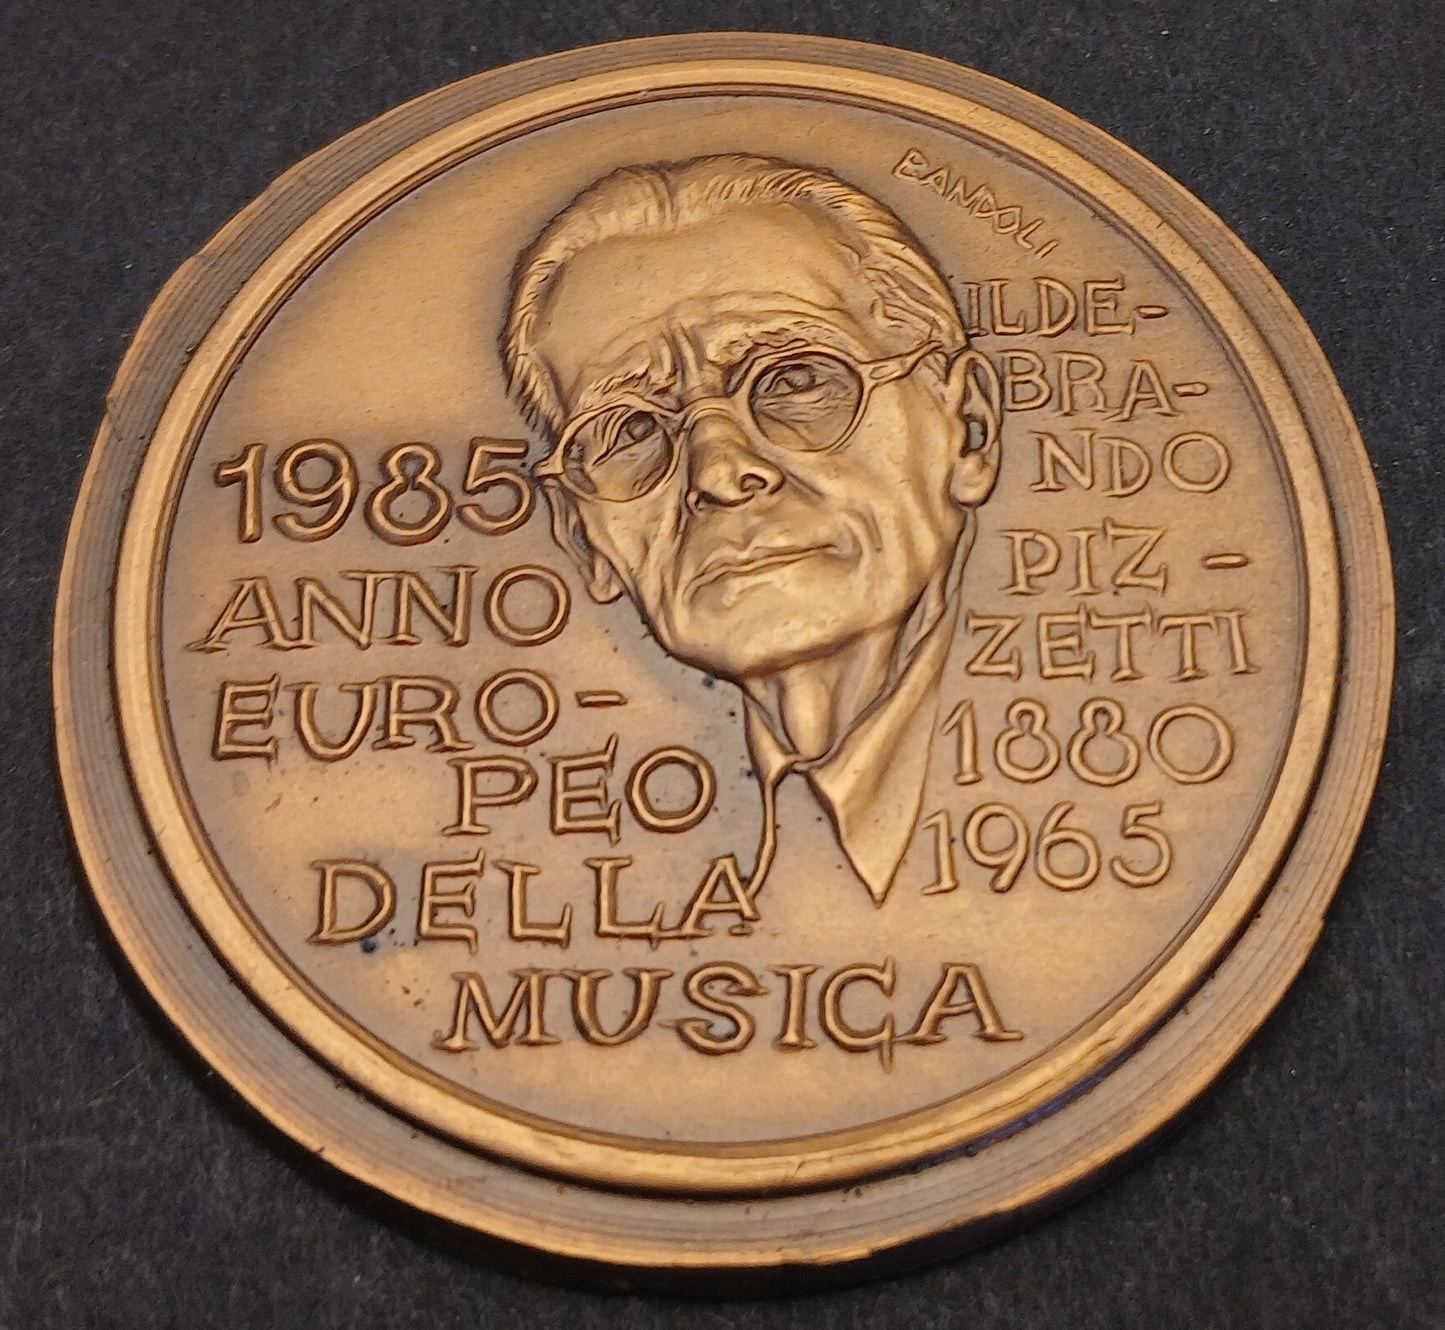 BANDOLI
ILDE-
BRA-
NDO
PIZ-
ZETTI
1880
1965
1985
ANNO
EURO-
PEO
DELLA
MUSICA